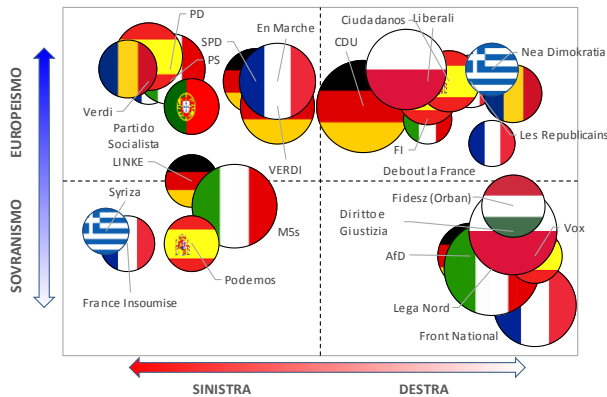 PD
En Marche
Ciudanos
Liberali
SPD
CDU
Nea Dimokratia
PS
Verdi
Partido
Socialista
LINKE
VERDI
FI
Les Republicains
Debout la France
EUROPEISMO
SOVRANISMO
Syriza
M5s
France Insoumise
Podemos
Fidesz (Orban)
Diritto e
Giustizia
Vox
AfD
Lega Nord
Front National
SINISTRA
DESTRA